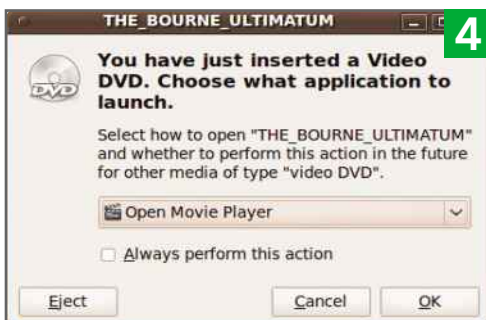 THE_BOURNE_ULTIMATUM
4
You have just inserted a Video
DVD. Choose what application to
launch.
DVD
Select how to open "THE_BOURNE_ULTIMATUM"
and whether to perform this action in the future
for other media of type "video DVD".
Open Movie Player
Always perform this action
Eject
Cancel
OK